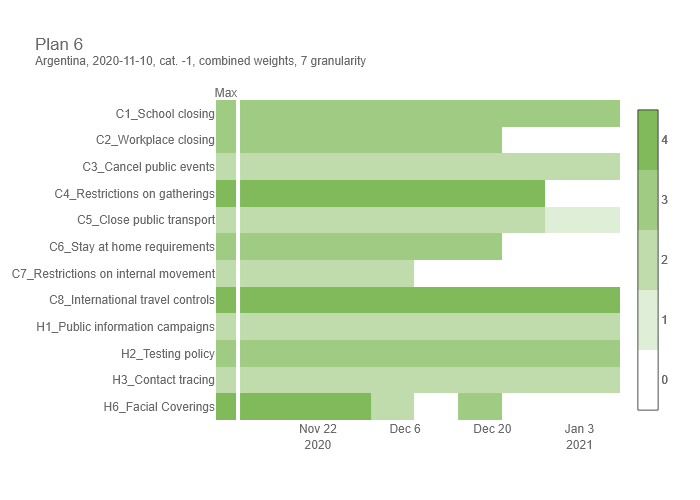 Plan 6
Argentina, 2020-11-10, cat. -1, combined weights, 7 granularity
Max
C1_School closing
C2_Workplace closing
C3_Cancel public events
C4_Restrictions on gatherings
C5_Close public transport
C6_Stay at home requirements
C7_Restrictions on internal movement
C8_International travel controls
H1_Public information campaigns
H2_Testing policy
H3_Contact tracing
H6_Facial Coverings
Nov 22 Dec 6 Dec 20 Jan 3
2020 2021
4
3
2
1
0